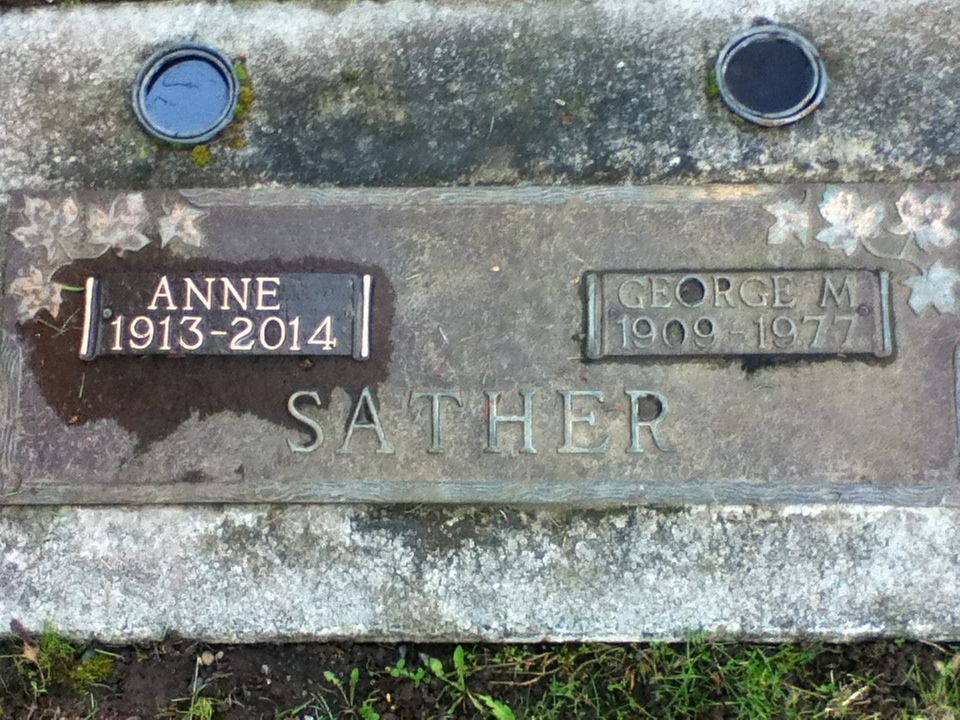 ANNE
1913-2014
GEORGE M
1909-1977
SATHER